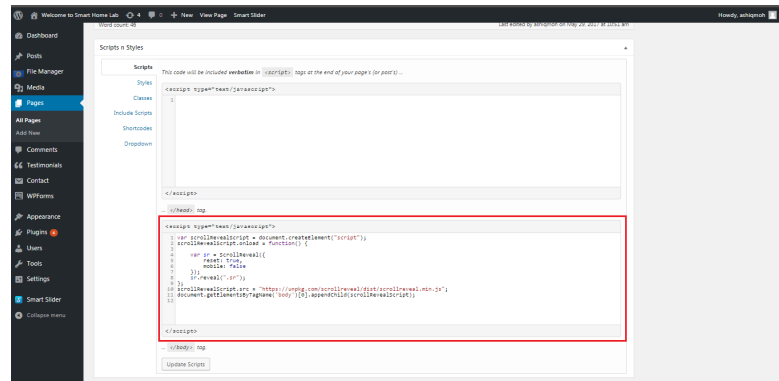 Welcome to Smart Home Lab 4 0 + New View Page Smart Slider Howdy, ashiqmoh
Word count: 46 Last edited by ashiqmoh on May 29, 2017 at 10:51 am
Dashboard
Posts
File Manager
Media
Pages
All Pages
Add New
Comments
Testimonials
Contact
WPForms
Appearance
Plugins
Users
Tools
Settings
Smart Slider
Collapse menu
Scripts n Styles
Scripts
Styles
Classes
Include Scripts
Shortcodes
Dropdown
This code will be included verbatim in <script> tags at the end of your page's (or post's) ...
<script type="text/javascript">
1
</script>
... </head> tag.
<script type="text/javascript">
1 var scrollRevealScript = document.createElement("script");
2 scrollRevealScript.onload = function() {
3
4 var sr = ScrollReveal({
5 reset: true,
6 mobile: false
7 });
8 sr.reveal(".sr");
9 };
10 scrollRevealScript.src = "https://unpkg.com/scrollreveal/dist/scrollreveal.min.js";
11 document.getElementsByTagName('body')[0].appendChild(scrollRevealScript);
12
</script>
... </body> tag.
Update Scripts